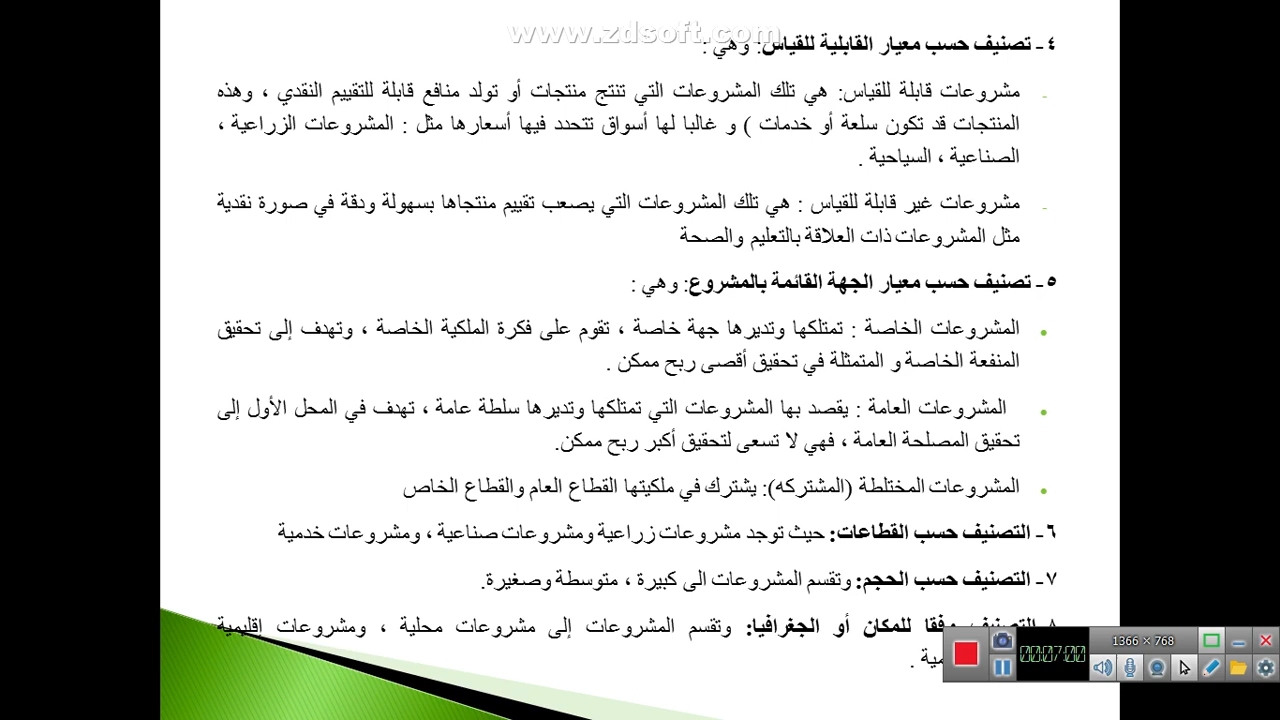 www.zdsoft.com
٤- تصنيف حسب معيار القابلية للقياس: وهي :
- مشروعات قابلة للقياس: هي تلك المشروعات التي تنتج منتجات أو تولد منافع قابلة للتقييم النقدي ، وهذه
المنتجات قد تكون سلعة أو خدمات ) و غالبا لها أسواق تتحدد فيها أسعارها مثل : المشروعات الزراعية ،
الصناعية ، السياحية .
- مشروعات غير قابلة للقياس : هي تلك المشروعات التي يصعب تقييم منتجاها بسهولة ودقة في صورة نقدية
مثل المشروعات ذات العلاقة بالتعليم والصحة
٥- تصنيف حسب معيار الجهة القائمة بالمشروع: وهي :
• المشروعات الخاصة : تمتلكها وتديرها جهة خاصة ، تقوم على فكرة الملكية الخاصة ، وتهدف إلى تحقيق
المنفعة الخاصة و المتمثلة في تحقيق أقصى ربح ممكن .
• المشروعات العامة : يقصد بها المشروعات التي تمتلكها وتديرها سلطة عامة ، تهدف في المحل الأول إلى
تحقيق المصلحة العامة ، فهي لا تسعى لتحقيق أكبر ربح ممكن.
• المشروعات المختلطة (المشتركه): يشترك في ملكيتها القطاع العام والقطاع الخاص
٦- التصنيف حسب القطاعات: حيث توجد مشروعات زراعية ومشروعات صناعية ، ومشروعات خدمية
٧- التصنيف حسب الحجم: وتقسم المشروعات الى كبيرة ، متوسطة وصغيرة.
٨- التصنيف وفقا للمكان أو الجغرافيا: وتقسم المشروعات إلى مشروعات محلية ، ومشروعات إقليمية
1366 × 768
00:07:00